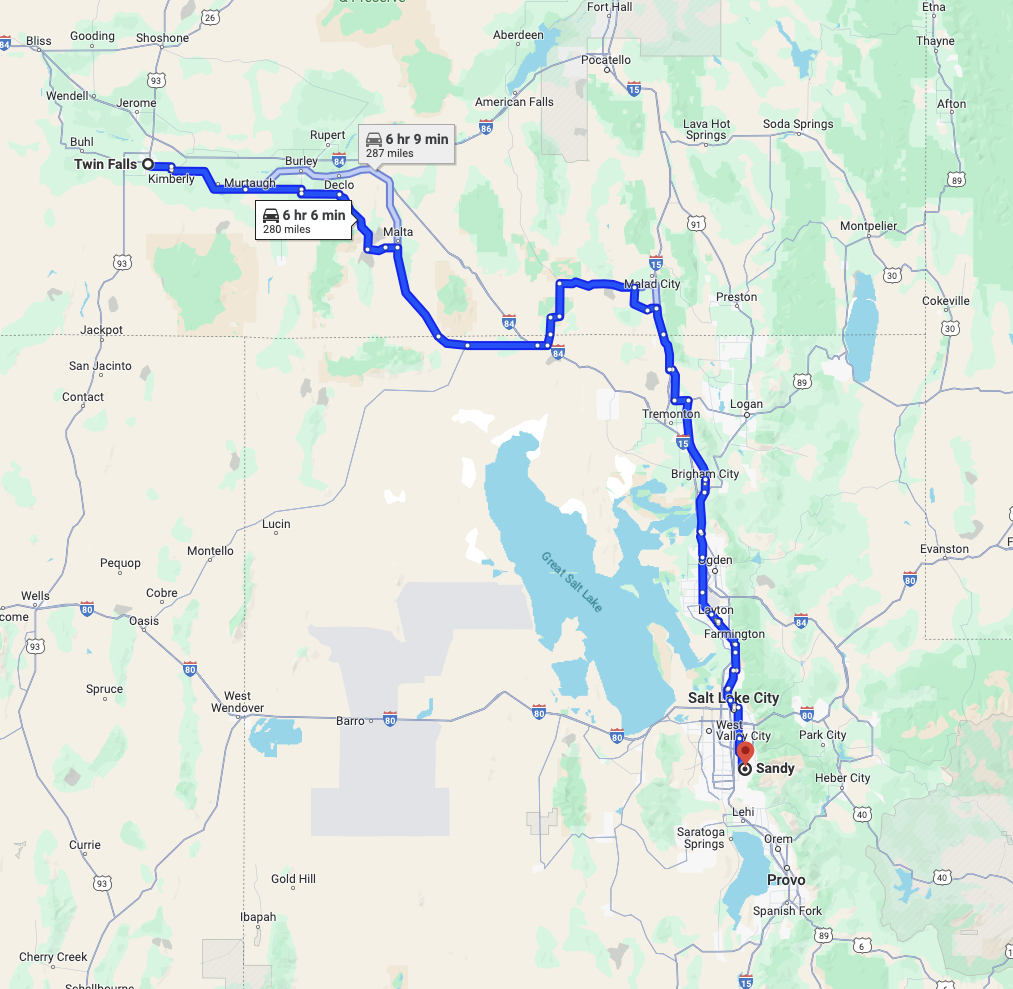 & Preserve
Fort Hall
Etna
26
84
Bliss
Gooding
Shoshone
Aberdeen
Thayne
Pocatello
93
15
Wendell
Jerome
American Falls
Afton
86
Lava Hot
Springs
Soda Springs
Buhl
Rupert
6 hr 9 min
287 miles
Twin Falls
Burley
84
Kimberly
Murtaugh
Declo
89
6 hr 6 min
280 miles
91
Montpelier
Malta
93
15
30
Malad City
Preston
Cokeville
84
30
Jackpot
84
San Jacinto
89
Contact
Tremonton
Logan
15
Brigham City
Lucin
Montello
Evanston
F
Pequop
Great Salt Lake
Ogden
80
Cobre
Wells
80
come
Oasis
Layton
84
Farmington
93
80
Spruce
West
Wendover
Salt Lake City
Barro
80
80
80
80
West
Valley City
Park City
Sandy
Heber City
Lehi
40
Saratoga
Springs
Orem
Currie
Gold Hill
93
40
Provo
Ibapah
Spanish Fork
89
6
Cherry Creek
1
15
6
Schellbourne